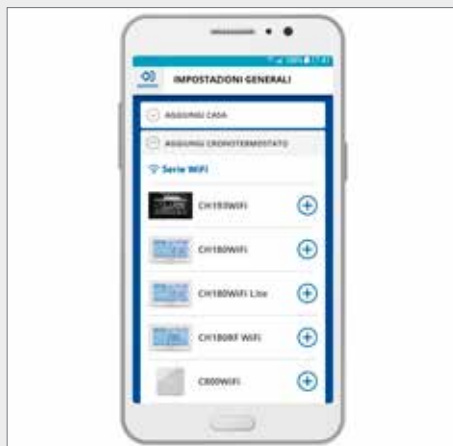 IMPOSTAZIONI GENERALI
AGGIUNGI CASA
AGGIUNGI CRONOTERMOSTATO
Serie WiFi
CH193WiFi
CH180WiFi
CH180WiFi Lite
CH180RF WiFi
C800WiFi